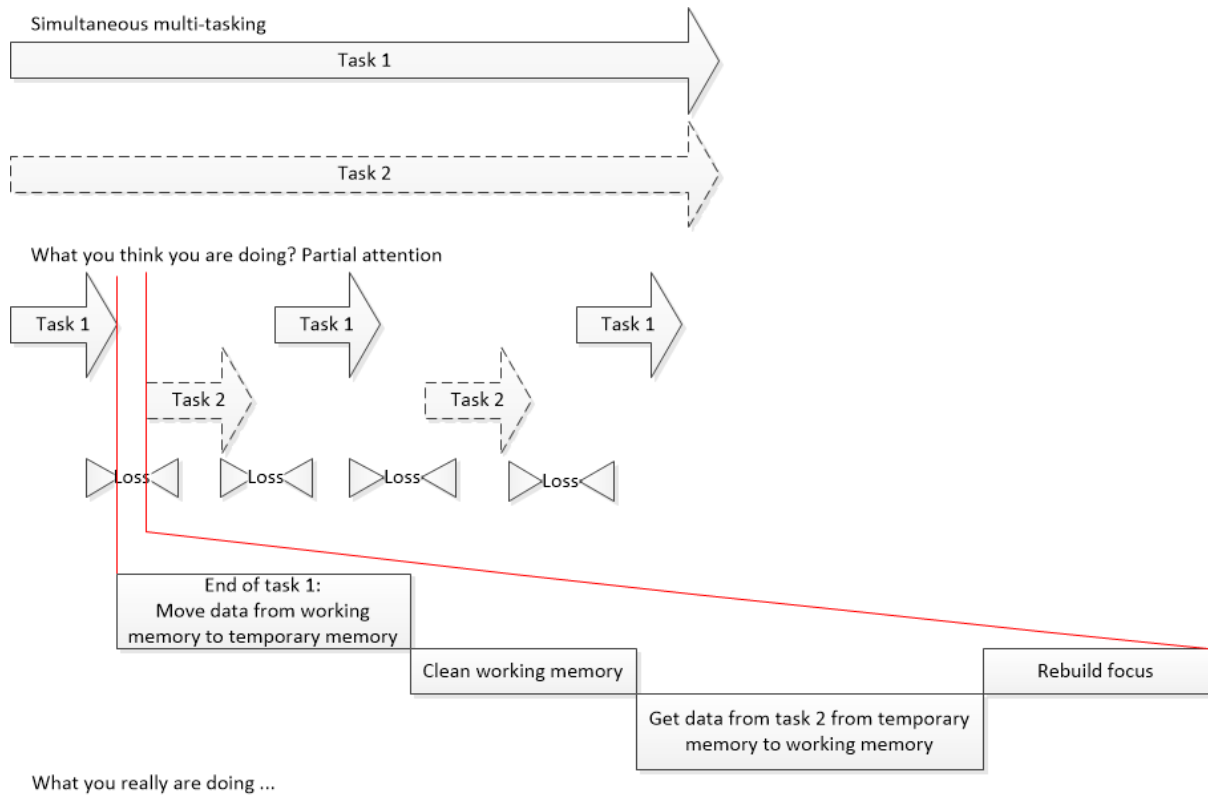 Simultaneous multi-tasking
Task 1
Task 2
What you think you are doing? Partial attention
Task 1
Task 1
Task 1
Task 2
Task 2
Loss
Loss
Loss
Loss
End of task 1:
Move data from working
memory to temporary memory
Clean working memory
Rebuild focus
Get data from task 2 from temporary
memory to working memory
What you really are doing ...